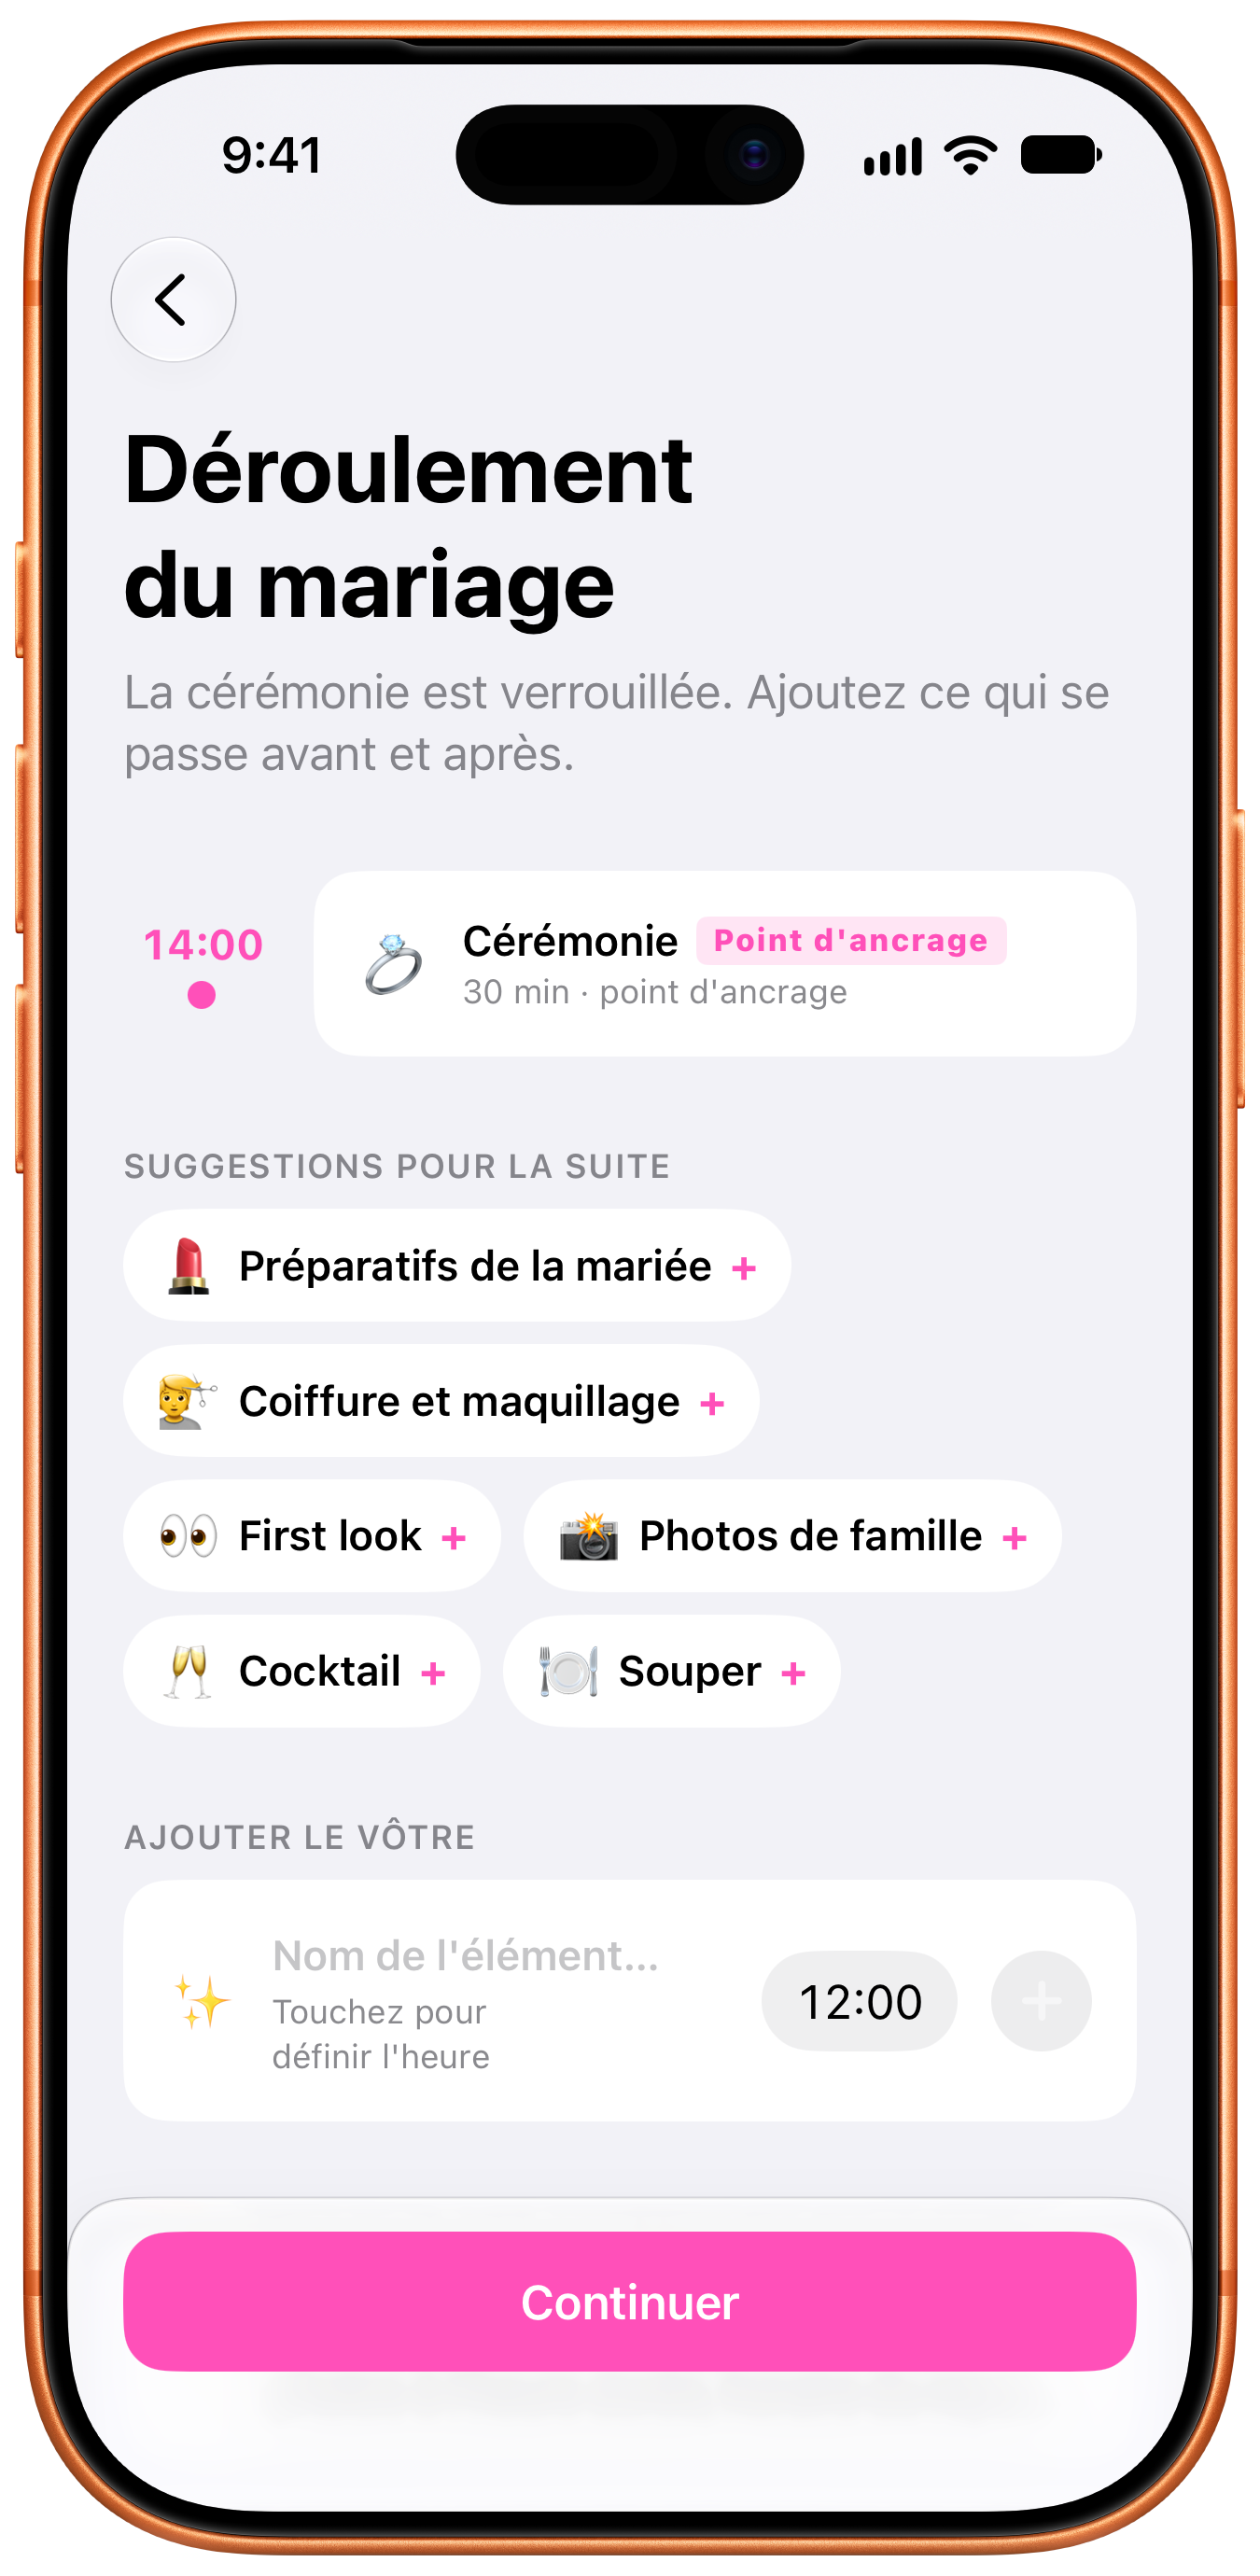 9:41
Déroulement
du mariage
La cérémonie est verrouillée. Ajoutez ce qui se
passe avant et après.
14:00
Cérémonie Point d'ancrage
30 min · point d'ancrage
SUGGESTIONS POUR LA SUITE
Préparatifs de la mariée +
Coiffure et maquillage +
First look + Photos de famille +
Cocktail + Souper +
AJOUTER LE VÔTRE
Nom de l'élément...
Touchez pour
définir l'heure
12:00 +
Continuer